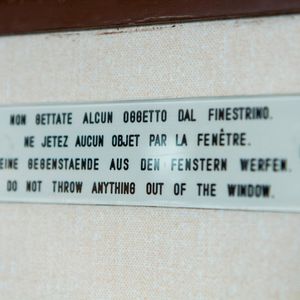 NON GETTATE ALCUN OGGETTO DAL FINESTRINO.
NE JETEZ AUCUN OBJET PAR LA FENÊTRE.
EINE GEGENSTAENDE AUS DEN FENSTERN WERFEN.
DO NOT THROW ANYTHING OUT OF THE WINDOW.